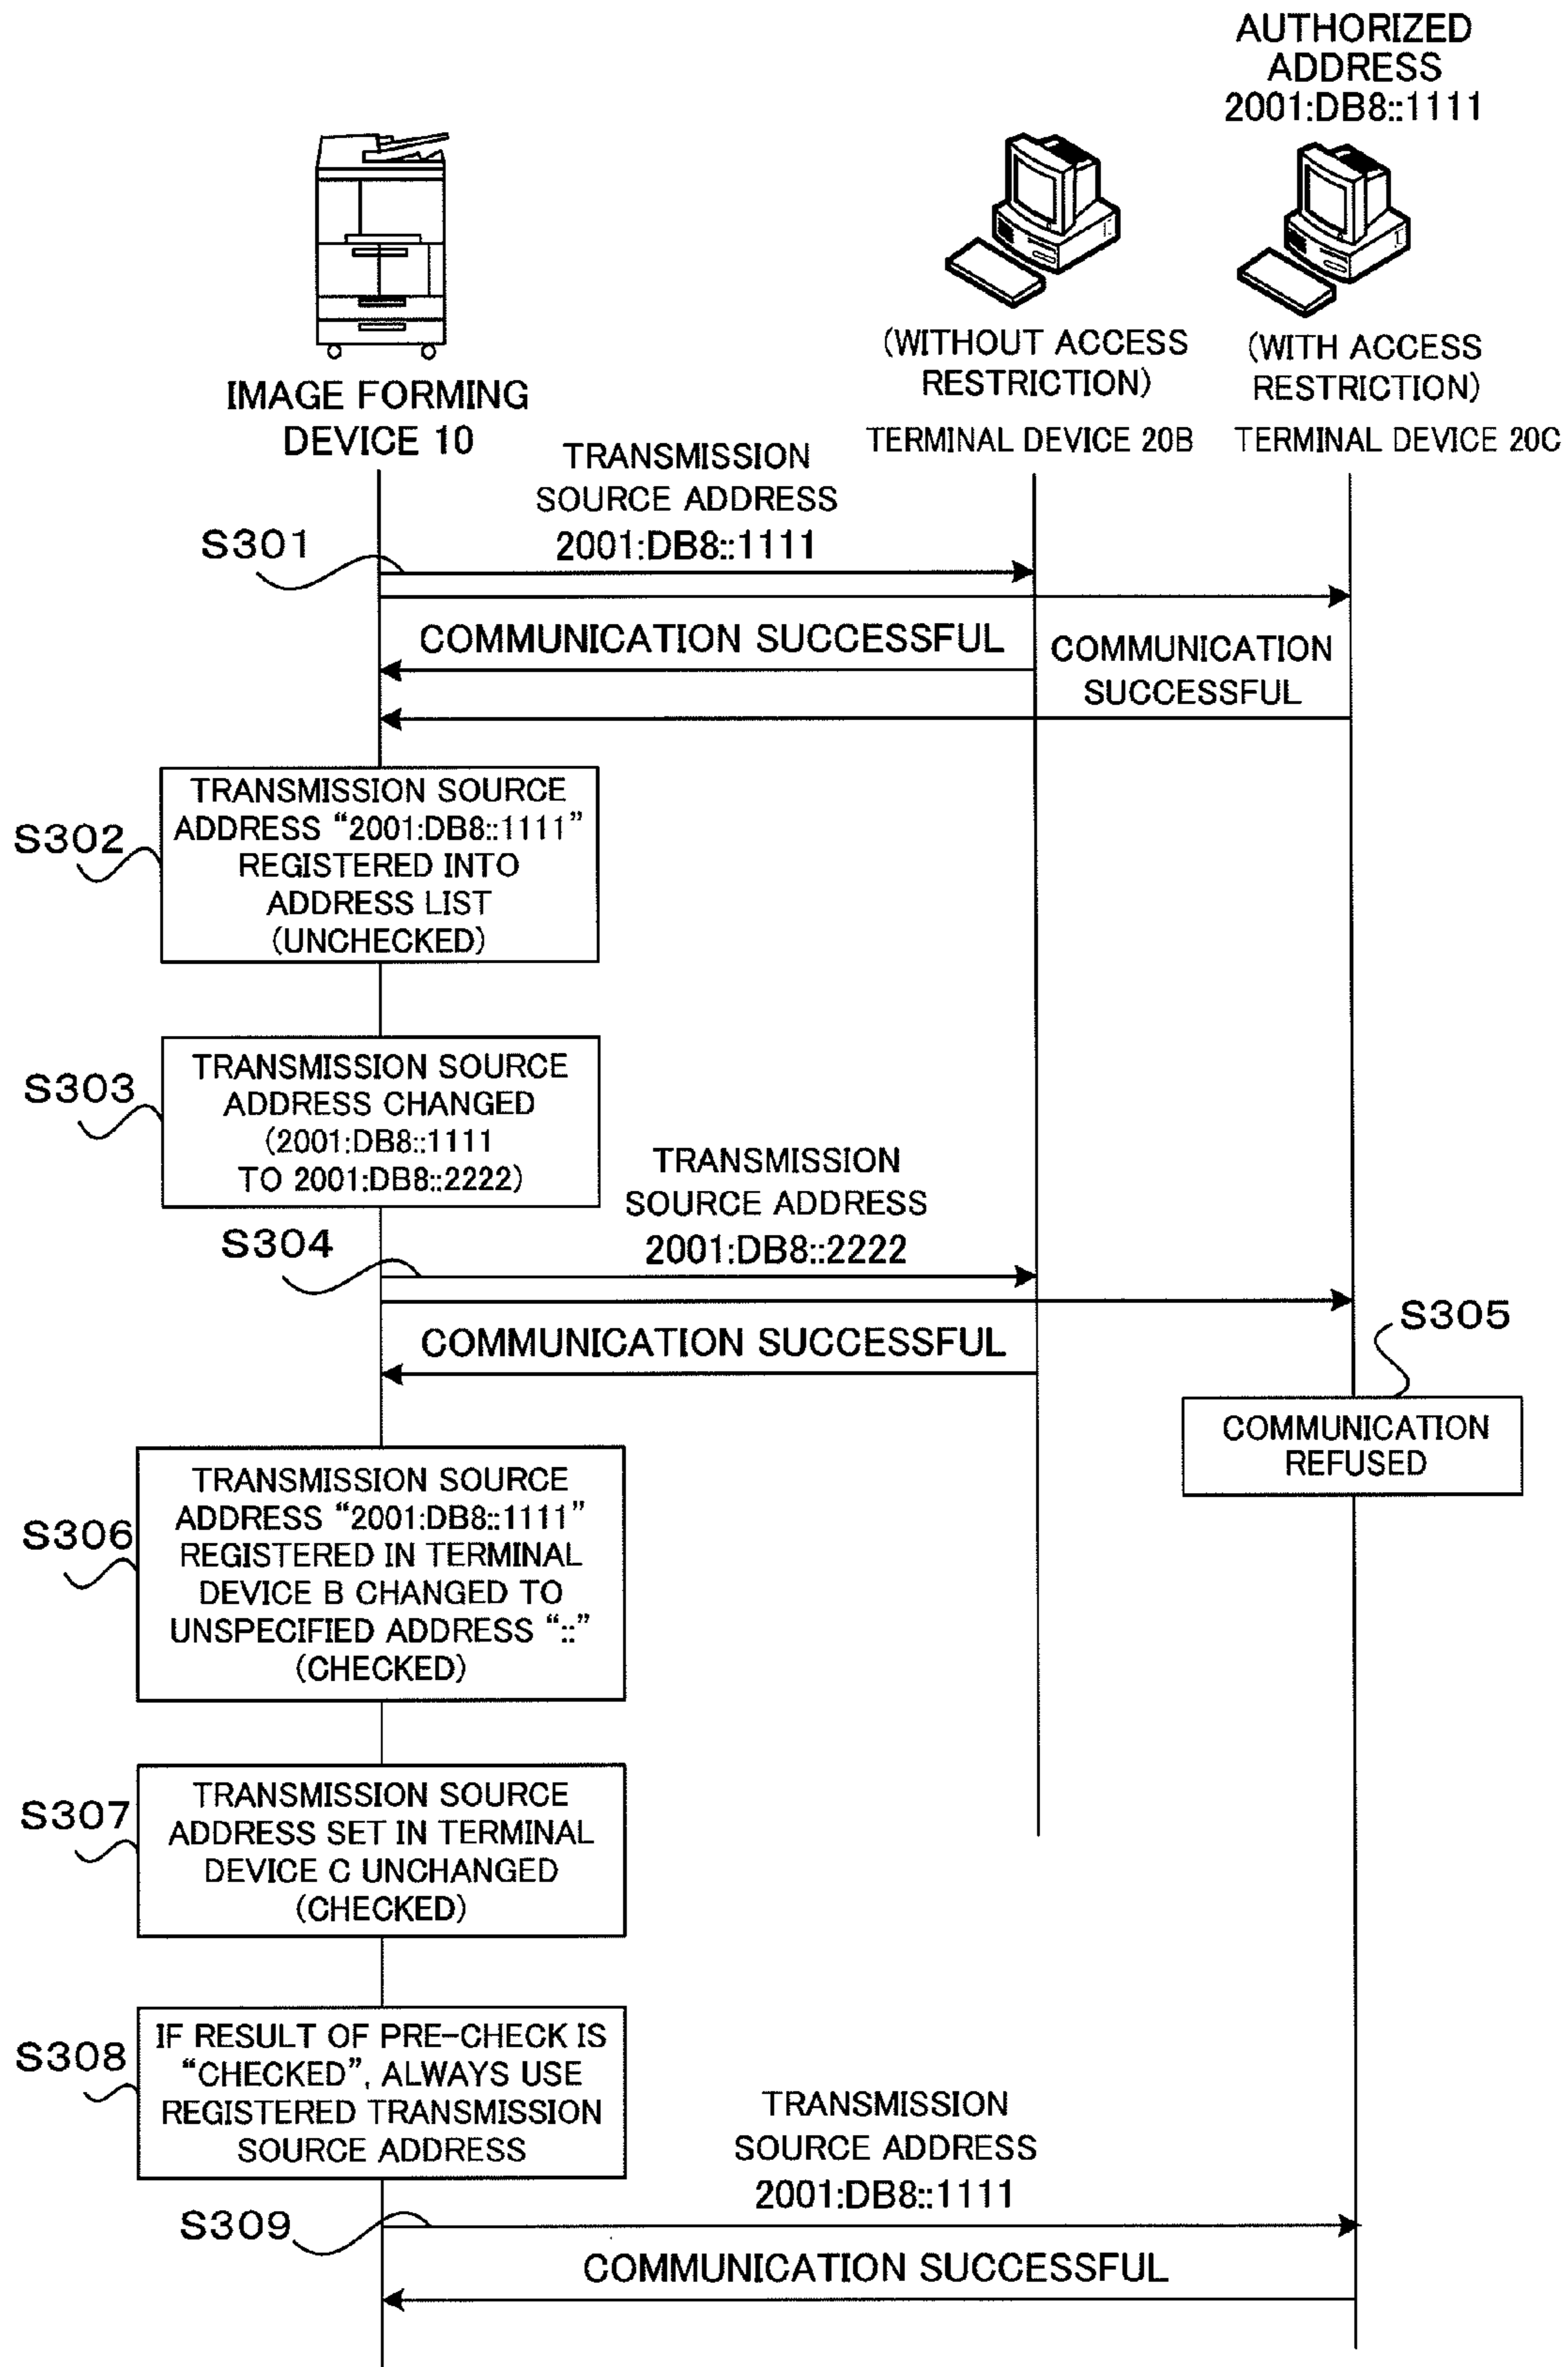 AUTHORIZED
ADDRESS
2001:DB8::1111
(WITHOUT ACCESS
RESTRICTION)
(WITH ACCESS
RESTRICTION)
IMAGE FORMING
DEVICE 10
TERMINAL DEVICE 20B
TERMINAL DEVICE 20C
TRANSMISSION
SOURCE ADDRESS
2001:DB8::1111
S301
COMMUNICATION SUCCESSFUL
COMMUNICATION
SUCCESSFUL
S302
TRANSMISSION SOURCE
ADDRESS “2001:DB8::1111”
REGISTERED INTO
ADDRESS LIST
(UNCHECKED)
S303
TRANSMISSION SOURCE
ADDRESS CHANGED
(2001:DB8::1111
TO 2001:DB8::2222)
TRANSMISSION
SOURCE ADDRESS
2001:DB8::2222
S304
COMMUNICATION SUCCESSFUL
S305
COMMUNICATION
REFUSED
S306
TRANSMISSION SOURCE
ADDRESS “2001:DB8::1111”
REGISTERED IN TERMINAL
DEVICE B CHANGED TO
UNSPECIFIED ADDRESS “::”
(CHECKED)
S307
TRANSMISSION SOURCE
ADDRESS SET IN TERMINAL
DEVICE C UNCHANGED
(CHECKED)
S308
IF RESULT OF PRE-CHECK IS
“CHECKED”, ALWAYS USE
REGISTERED TRANSMISSION
SOURCE ADDRESS
TRANSMISSION
SOURCE ADDRESS
2001:DB8::1111
S309
COMMUNICATION SUCCESSFUL